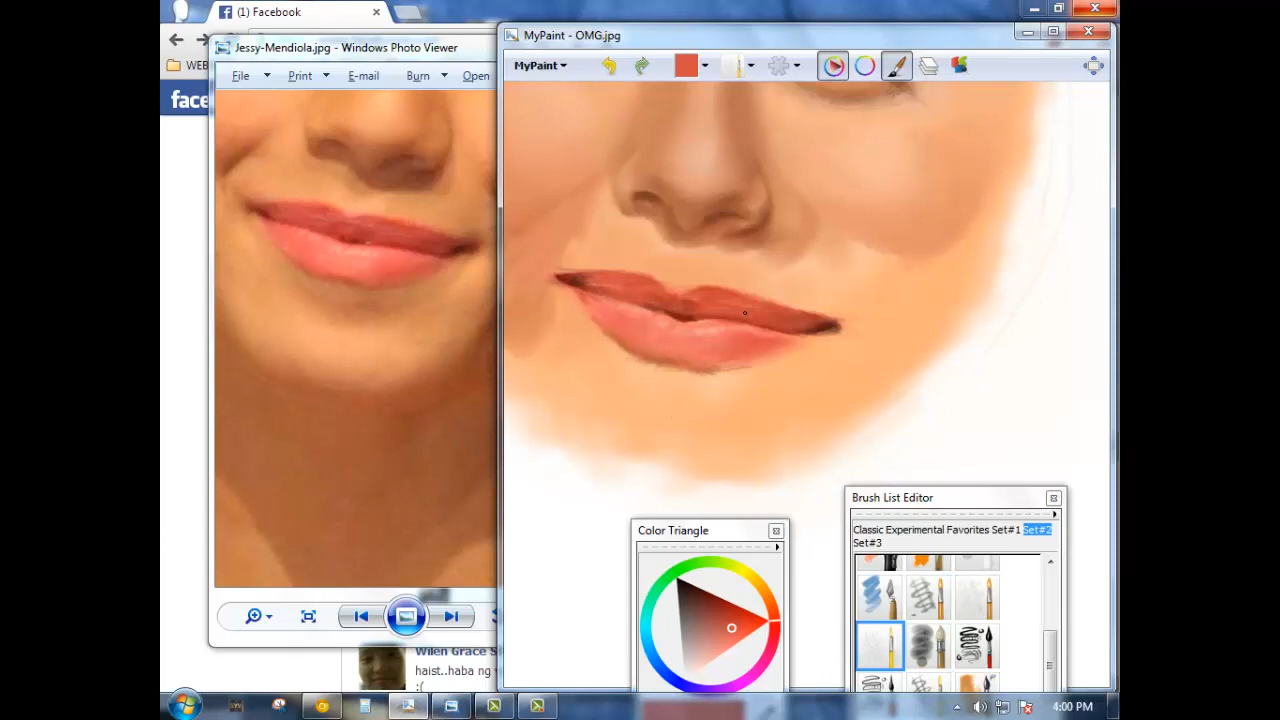 (1) Facebook
WEB
face
Jessy-Mendiola.jpg - Windows Photo Viewer
File Print E-mail Burn Open
MyPaint - OMG.jpg
MyPaint
Color Triangle
Brush List Editor
Classic Experimental Favorites Set#1 Set#2
Set#3
Wilen Grace S
haist..haba ng
:(
4:00 PM